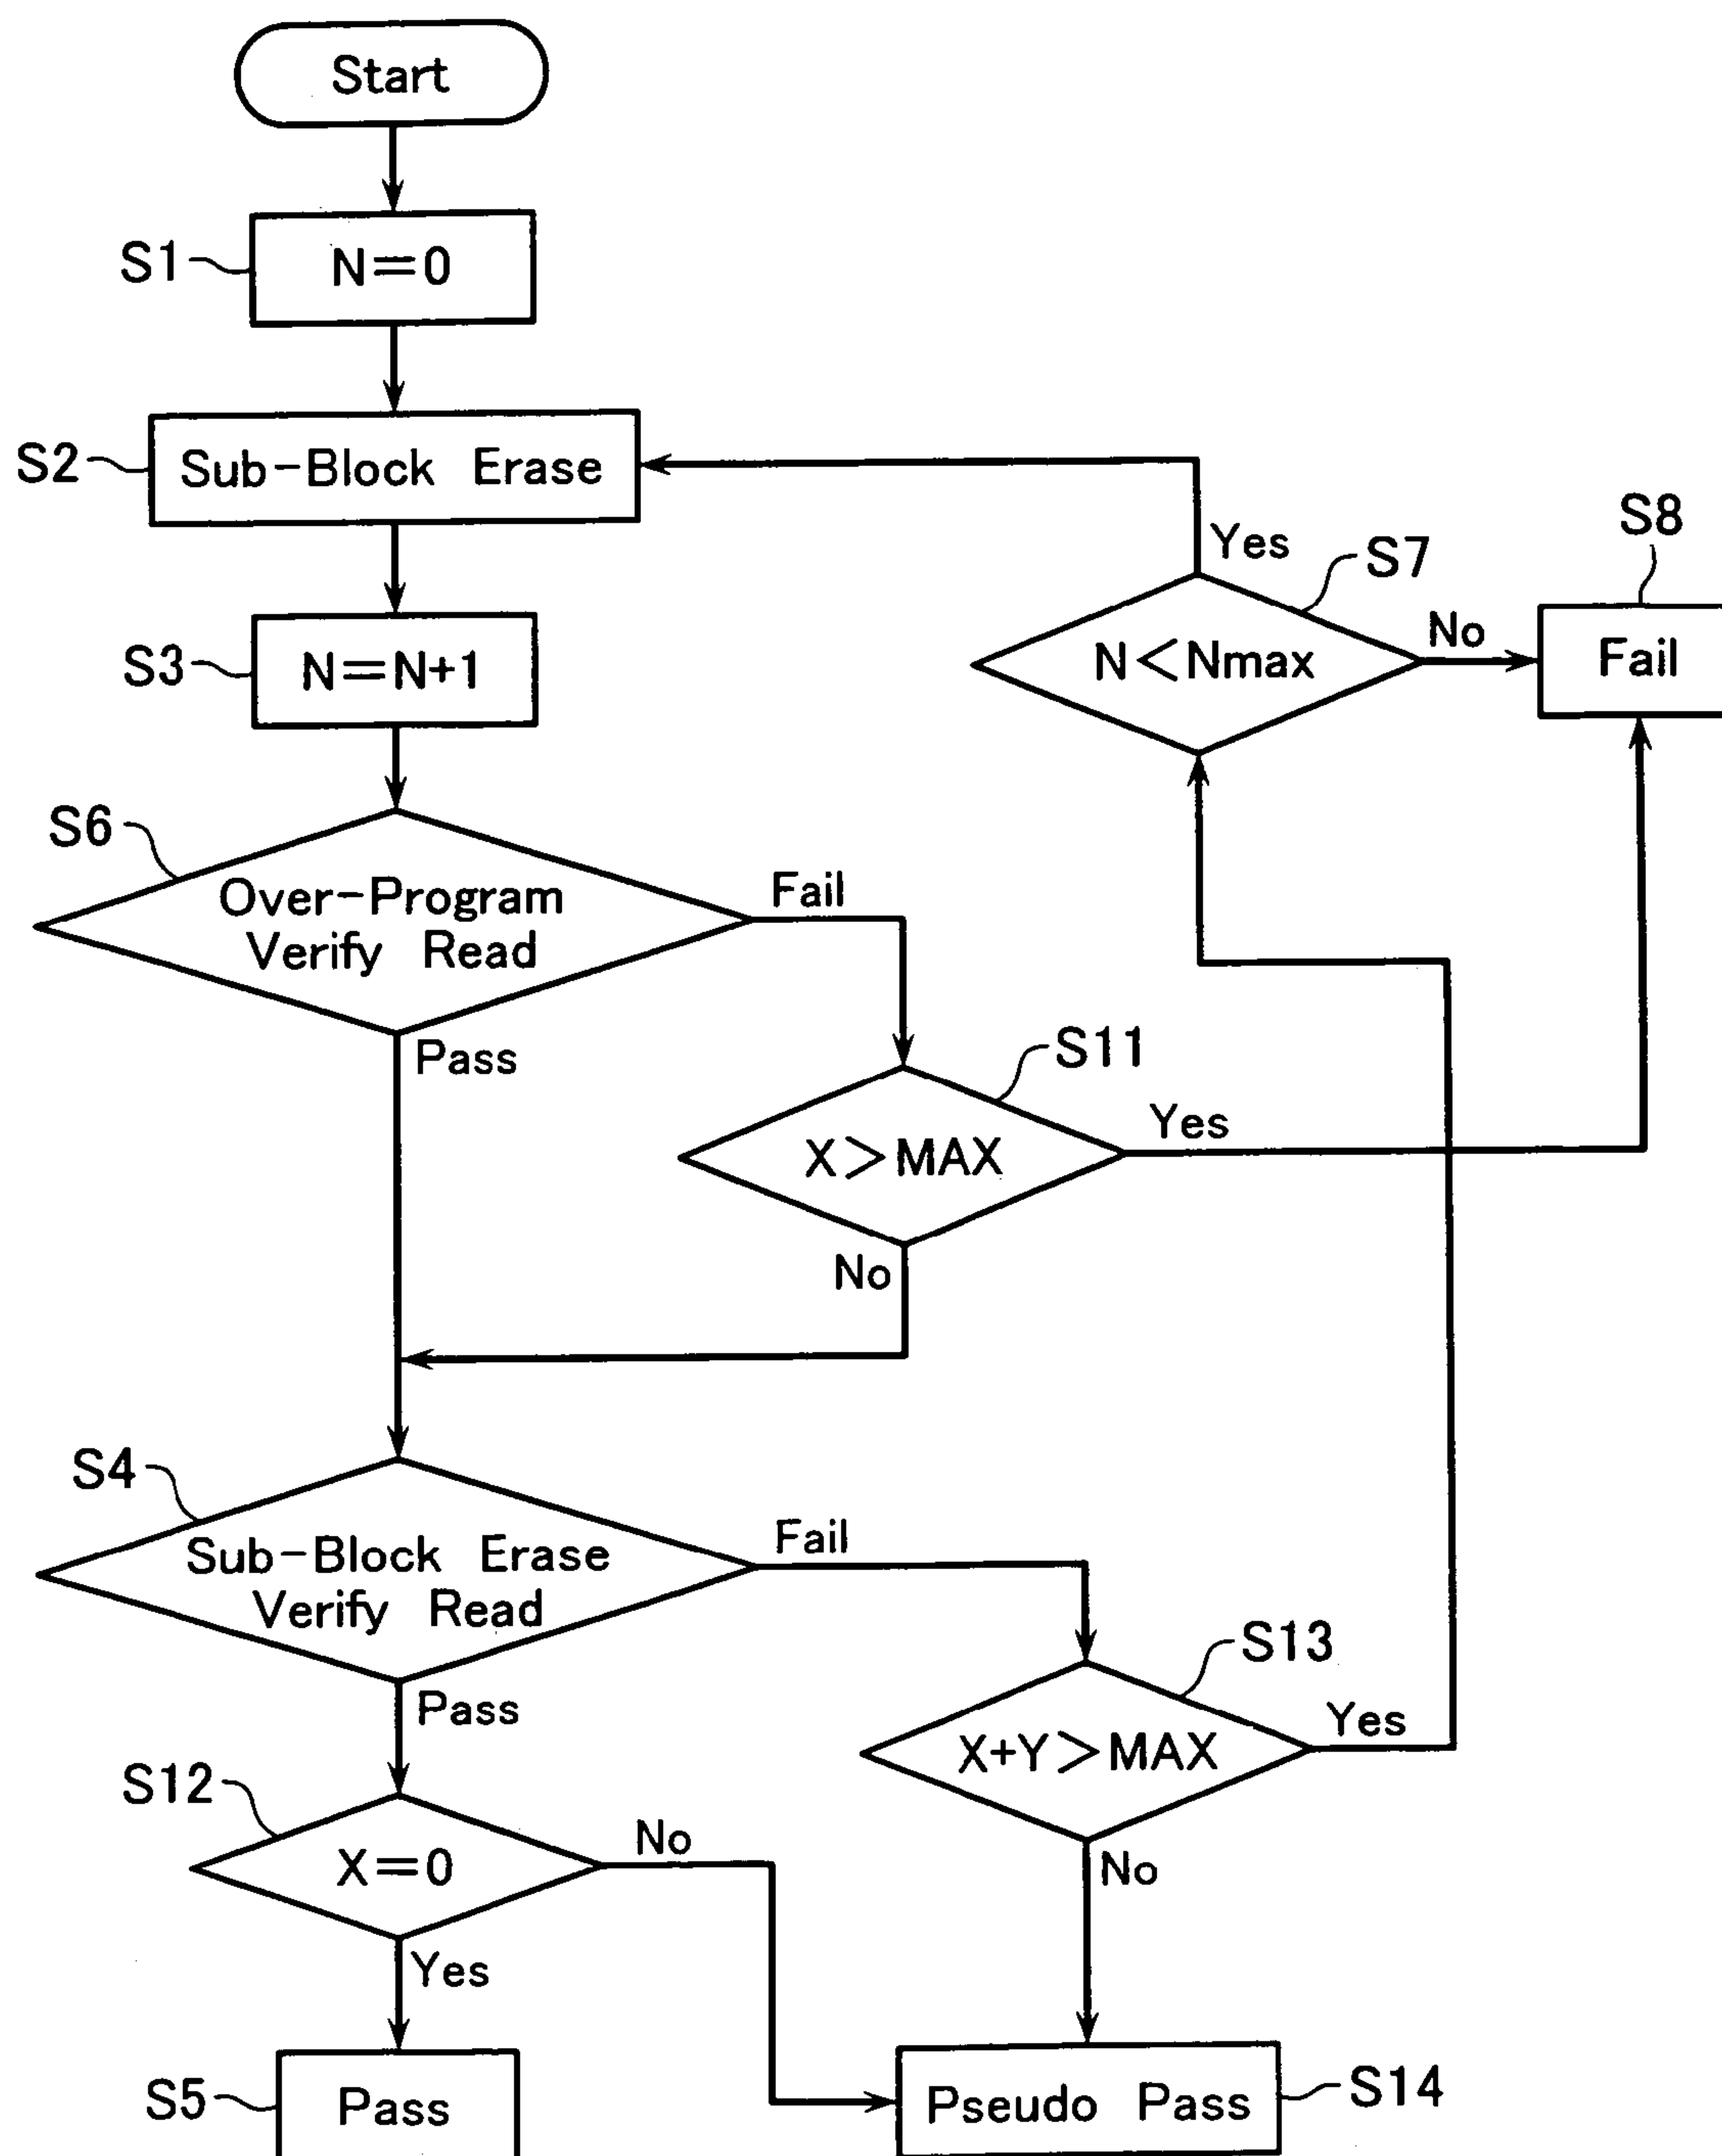 Start
S1
N=0
S2
Sub-Block Erase
S3
N=N+1
S6
Over-Program
Verify Read
Fail
Pass
S7
N<Nmax
Yes
No
S8
Fail
S11
X>MAX
Yes
No
S4
Sub-Block Erase
Verify Read
Fail
Pass
S13
X+Y>MAX
Yes
No
S12
X=0
No
Yes
S5
Pass
Pseudo Pass
S14